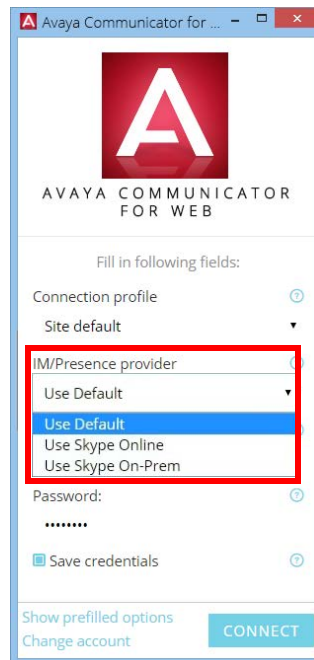 Avaya Communicator for ...
AVAYA COMMUNICATOR
FOR WEB
Fill in following fields:
Connection profile
Site default
IM/Presence provider
Use Default
Use Default
Use Skype Online
Use Skype On-Prem
Password:
••••••••
Save credentials
Show prefilled options
Change account
CONNECT